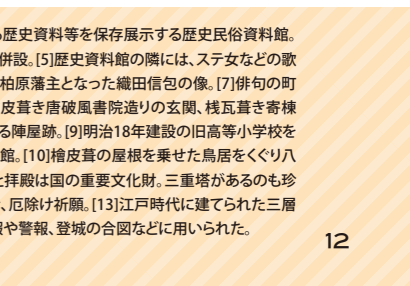 歴史資料等を保存展示する歴史民俗資料館。
併設。[5]歴史資料館の隣には、ステ女などの歌
柏原藩主となった織田信包の像。[7]俳句の町
皮葺き唐破風書院造りの玄関、桟瓦葺き寄棟
る陣屋跡。[9]明治18年建設の旧高等小学校を
館。[10]檜皮葺の屋根を乗せた鳥居をくぐり八
拝殿は国の重要文化財。三重塔があるのも珍
、厄除け祈願。[13]江戸時代に建てられた三層
や警報、登城の合図などに用いられた。
12